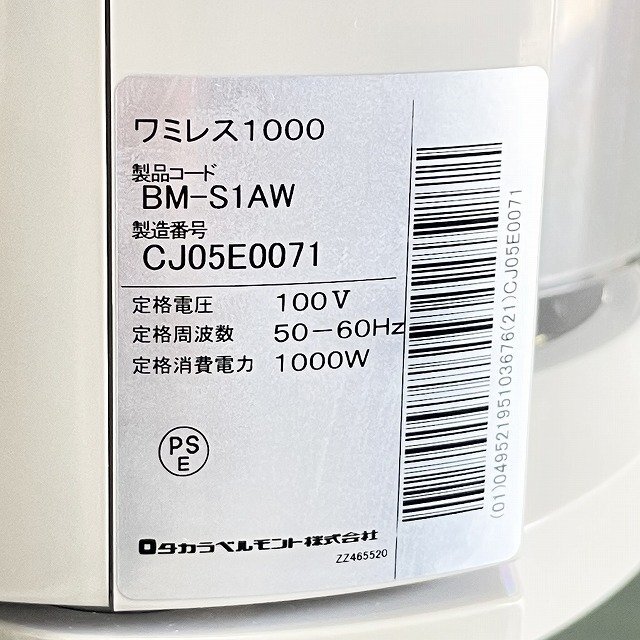 ワミレス1000
製品コード
BM-S1AW
製造番号
CJ05E0071
定格電圧 100V
定格周波数 50-60Hz
定格消費電力 1000W
PS
E
タカラベルモント株式会社
ZZ465520
(01)04952195103676(21)CJ05E0071